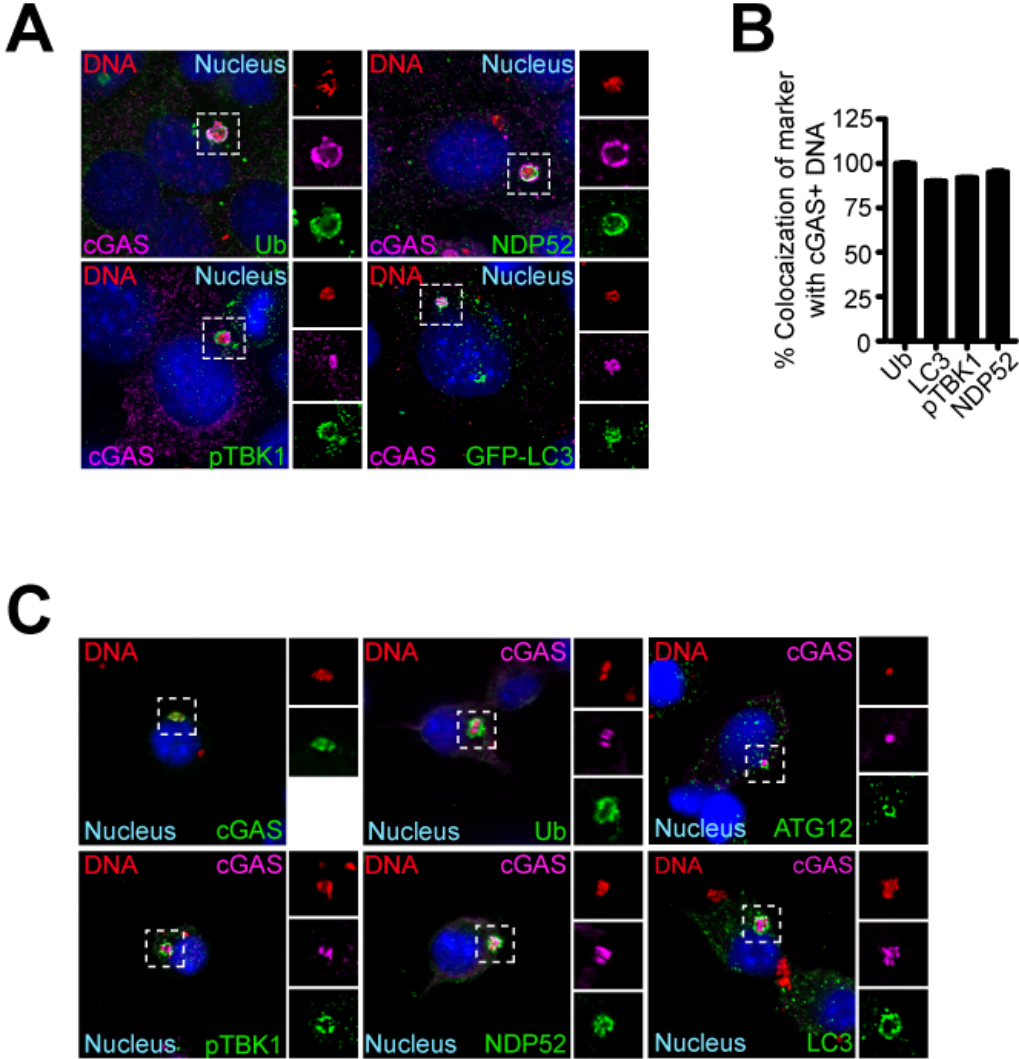 A
DNA Nucleus
cGAS Ub
DNA Nucleus
cGAS NDP52
DNA Nucleus
cGAS pTBK1
DNA Nucleus
cGAS GFP-LC3
B
% Colocaization of marker
with cGAS+ DNA
125
100
75
50
25
0
Ub
LC3
pTBK1
NDP52
C
DNA
Nucleus cGAS
DNA cGAS
Nucleus Ub
DNA cGAS
Nucleus ATG12
DNA cGAS
Nucleus pTBK1
DNA cGAS
Nucleus NDP52
DNA cGAS
Nucleus LC3